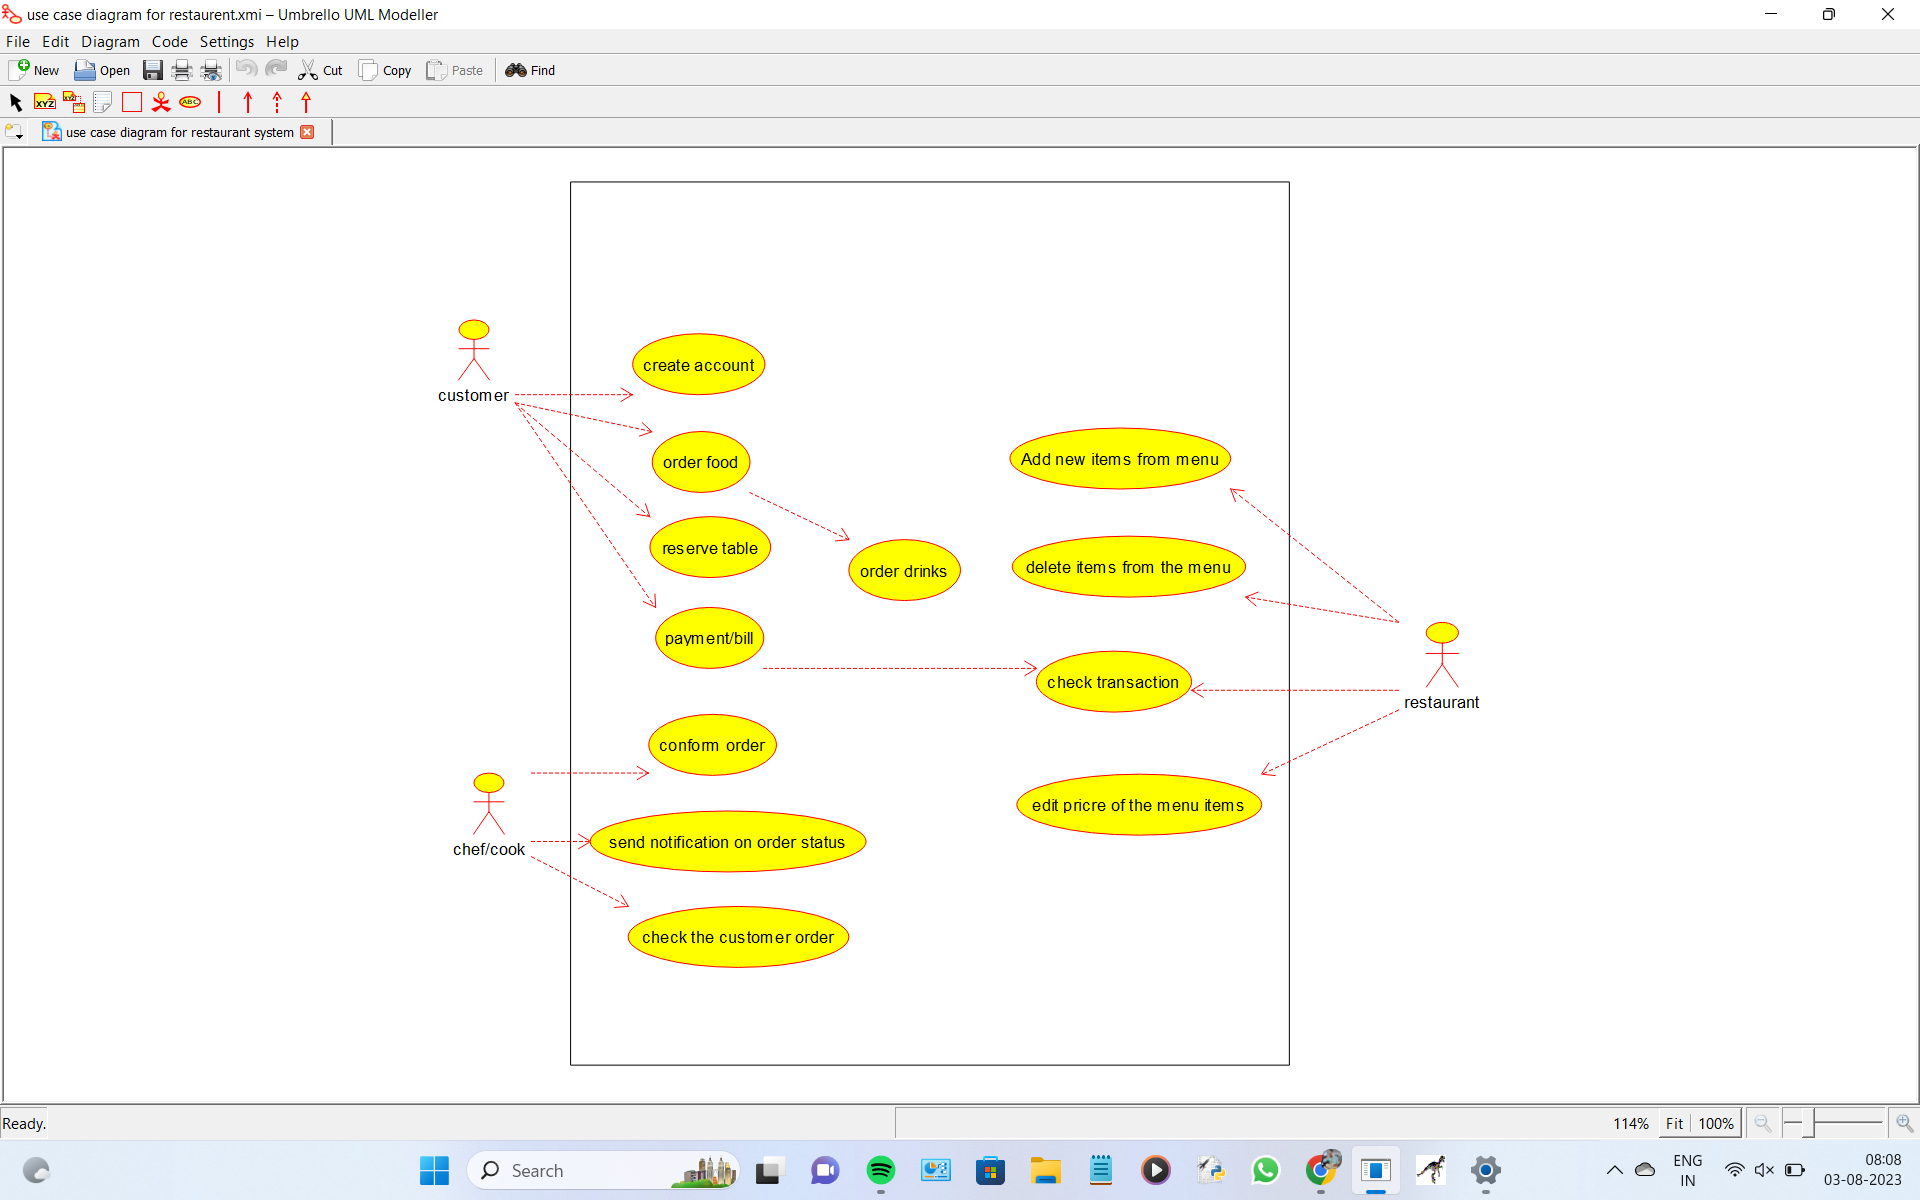 use case diagram for restaurent.xmi – Umbrello UML Modeller
File Edit Diagram Code Settings Help
New Open Cut Copy Paste Find
XYZ XYZ ABC
use case diagram for restaurant system
customer
create account
order food
reserve table
order drinks
payment/bill
Add new items from menu
delete items from the menu
check transaction
restaurant
edit pricre of the menu items
conform order
chef/cook
send notification on order status
check the customer order
Ready.
114% Fit 100%
Search
ENG
IN
08:08
03-08-2023